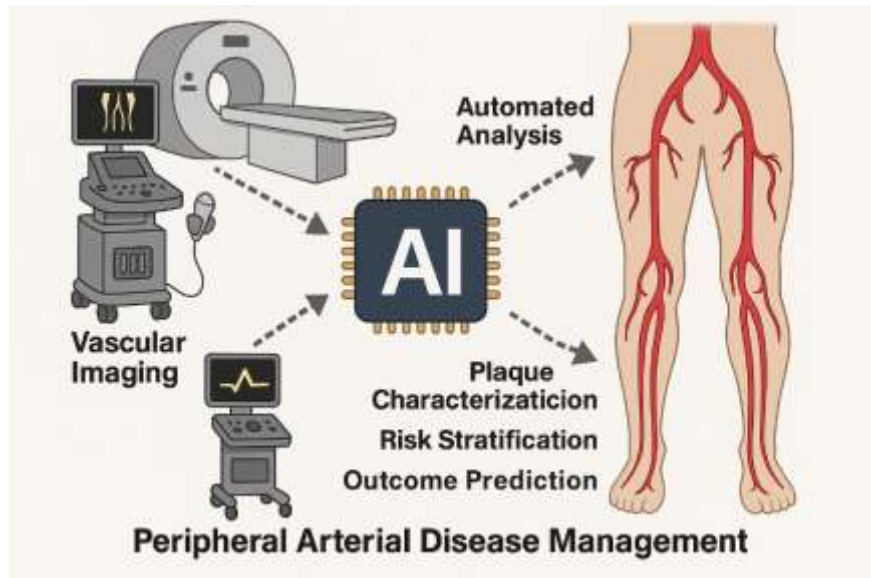 Automated
Analysis
AI
Vascular
Imaging
Plaque
Characterizaticion
Risk Stratification
Outcome Prediction
Peripheral Arterial Disease Management